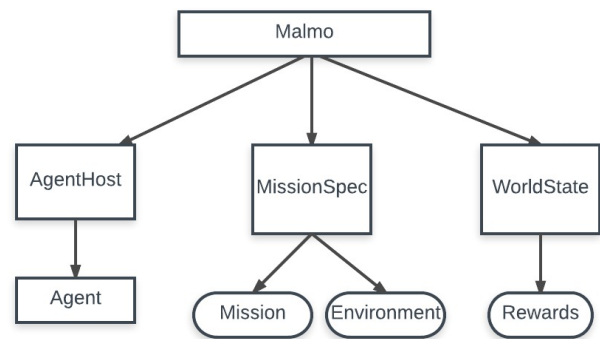 Malmo
AgentHost
MissionSpec
WorldState
Agent
Mission
Environment
Rewards